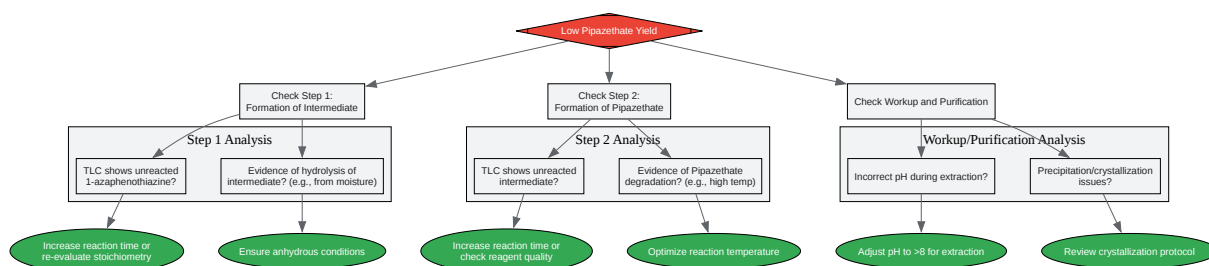 Low Pipazethate Yield
Check Step 1:
Formation of Intermediate
Check Step 2:
Formation of Pipazethate
Check Workup and Purification
Step 1 Analysis
Step 2 Analysis
Workup/Purification Analysis
TLC shows unreacted
1-azaphenothiazine?
Evidence of hydrolysis of
intermediate? (e.g., from moisture)
TLC shows unreacted
intermediate?
Evidence of Pipazethate
degradation? (e.g., high temp)
Incorrect pH during extraction?
Precipitation/crystallization
issues?
Increase reaction time or
re-evaluate stoichiometry
Ensure anhydrous conditions
Increase reaction time or
check reagent quality
Optimize reaction temperature
Adjust pH to >8 for extraction
Review crystallization protocol